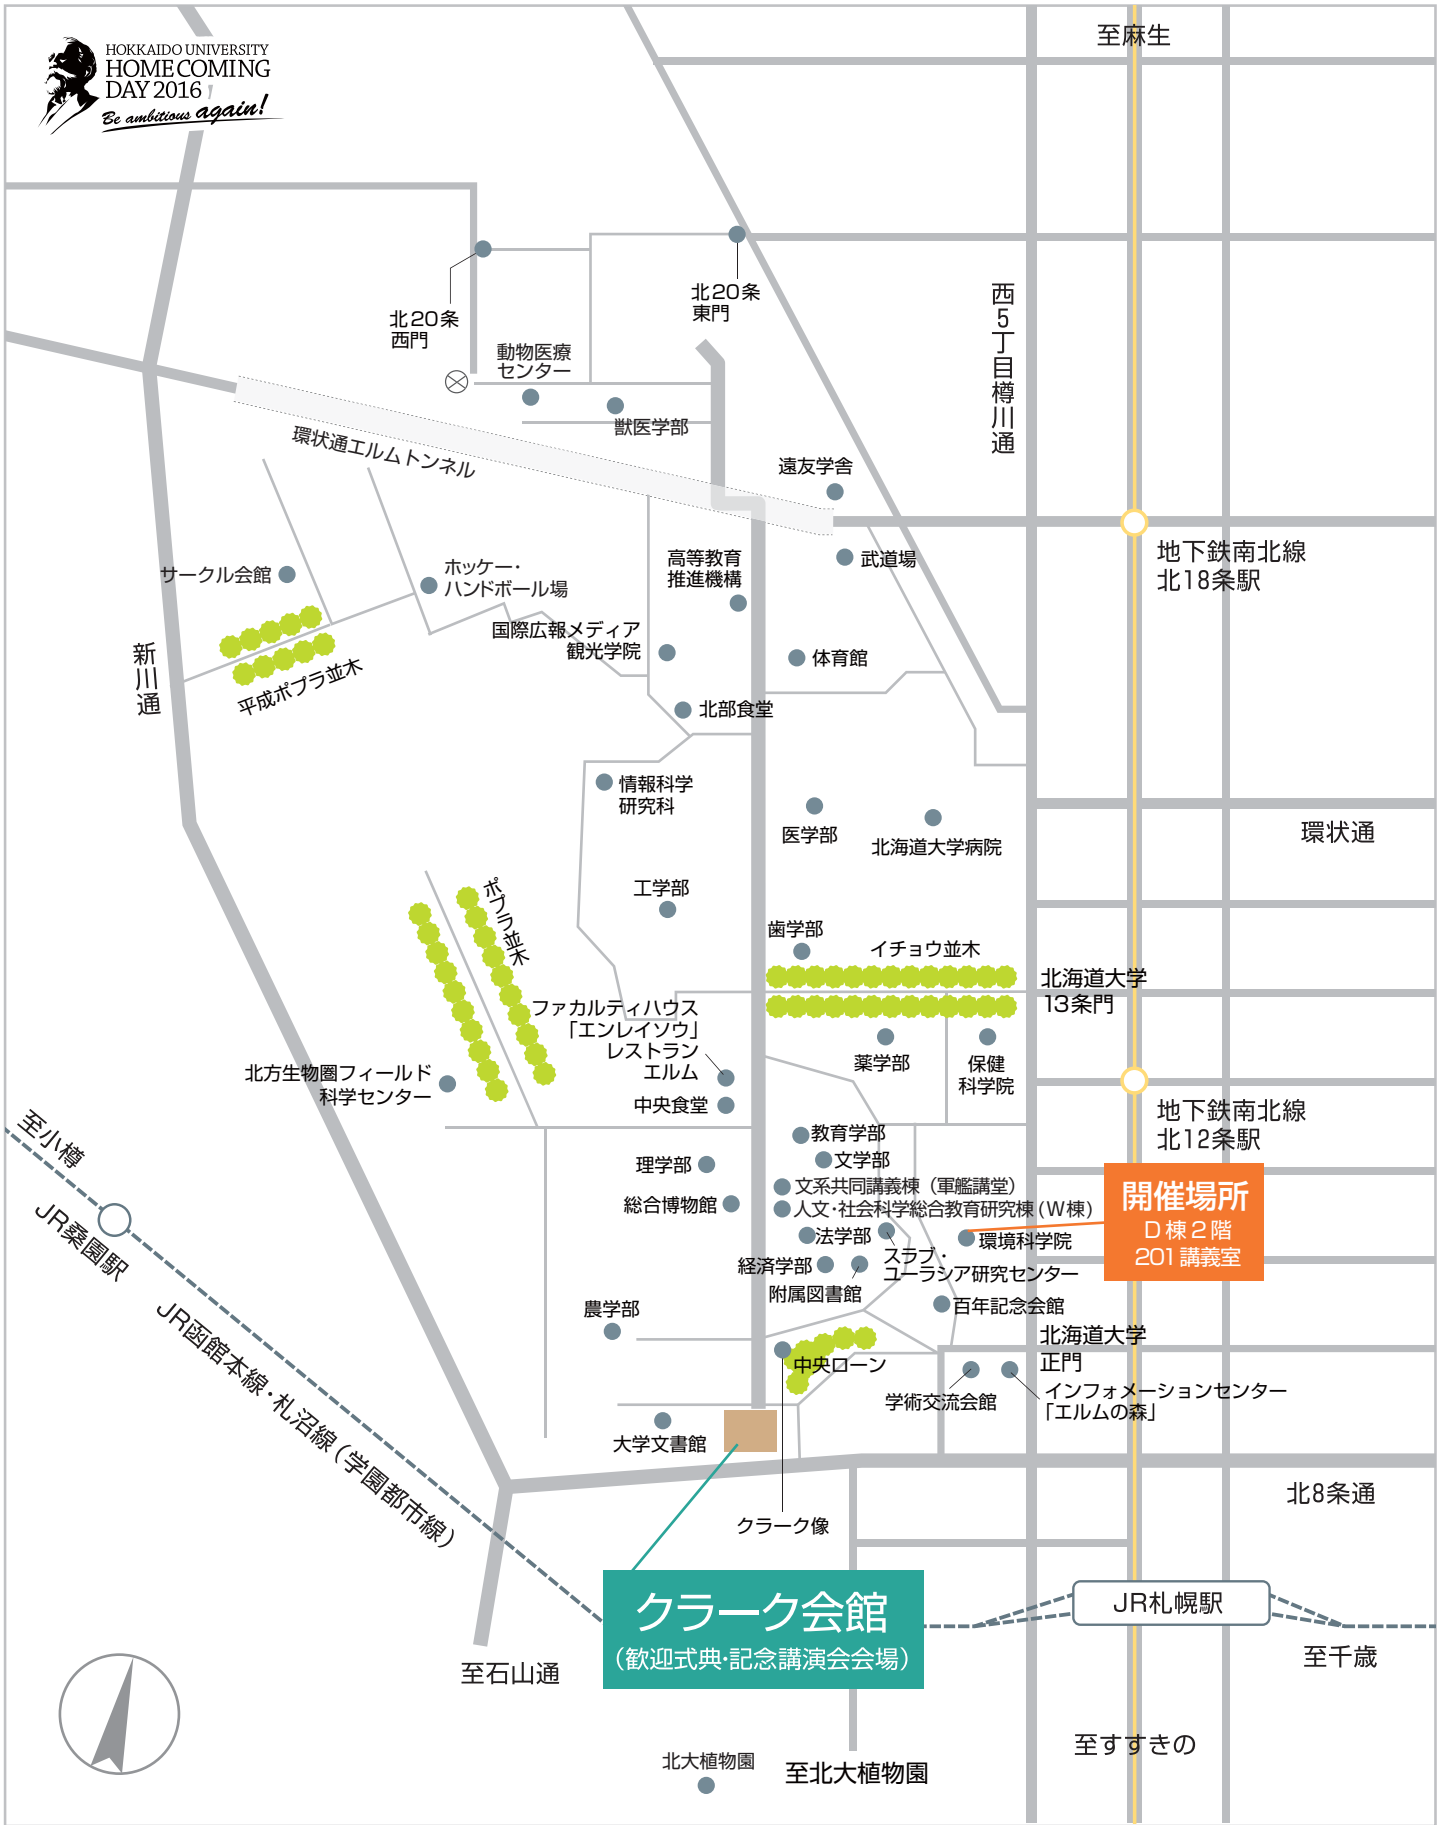 HOKKAIDO UNIVERSITY
HOME COMING
DAY 2016
Be ambitious again!
至麻生
北20条
東門
北20条
西門
西5丁目樽川通
動物医療
センター
獣医学部
環状通エルムトンネル
遠友学舎
地下鉄南北線
北18条駅
高等教育
推進機構
武道場
サークル会館
ホッケー・
ハンドボール場
国際広報メディア
観光学院
体育館
新川通
平成ポプラ並木
北部食堂
情報科学
研究科
医学部
北海道大学病院
環状通
工学部
ポプラ並木
歯学部
イチョウ並木
北海道大学
13条門
ファカルティハウス
「エンレイソウ」
レストラン
エルム
薬学部
保健
科学院
北方生物圏フィールド
科学センター
中央食堂
地下鉄南北線
北12条駅
至小樽
教育学部
文学部
理学部
文系共同講義棟（軍艦講堂）
総合博物館
人文・社会科学総合教育研究棟(W棟)
開催場所
D棟2階
201講義室
JR桑園駅
法学部
環境科学院
スラブ・
ユーラシア研究センター
経済学部
附属図書館
百年記念会館
農学部
JR函館本線・札沼線（学園都市線）
北海道大学
正門
中央ローン
学術交流会館
インフォメーションセンター
「エルムの森」
大学文書館
北8条通
クラーク像
クラーク会館
（歓迎式典・記念講演会会場）
JR札幌駅
至石山通
至千歳
至すすきの
北大植物園
至北大植物園